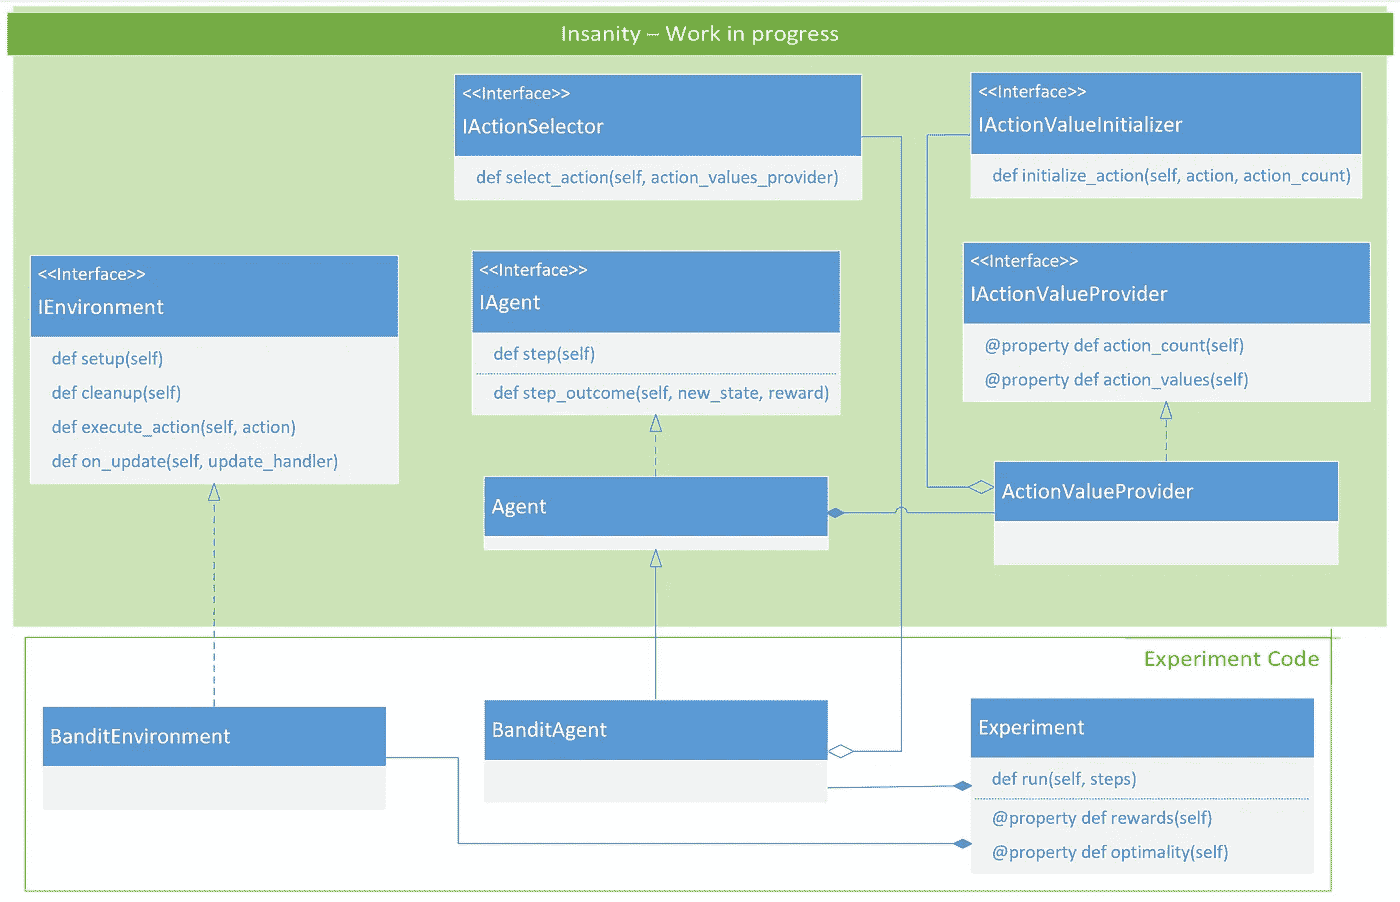 Insanity – Work in progress
<<Interface>>
IActionSelector
def select_action(self, action_values_provider)
<<Interface>>
IActionValueInitializer
def initialize_action(self, action, action_count)
<<Interface>>
IEnvironment
def setup(self)
def cleanup(self)
def execute_action(self, action)
def on_update(self, update_handler)
<<Interface>>
IAgent
def step(self)
def step_outcome(self, new_state, reward)
<<Interface>>
IActionValueProvider
@property def action_count(self)
@property def action_values(self)
Agent
ActionValueProvider
Experiment Code
BanditEnvironment
BanditAgent
Experiment
def run(self, steps)
@property def rewards(self)
@property def optimality(self)